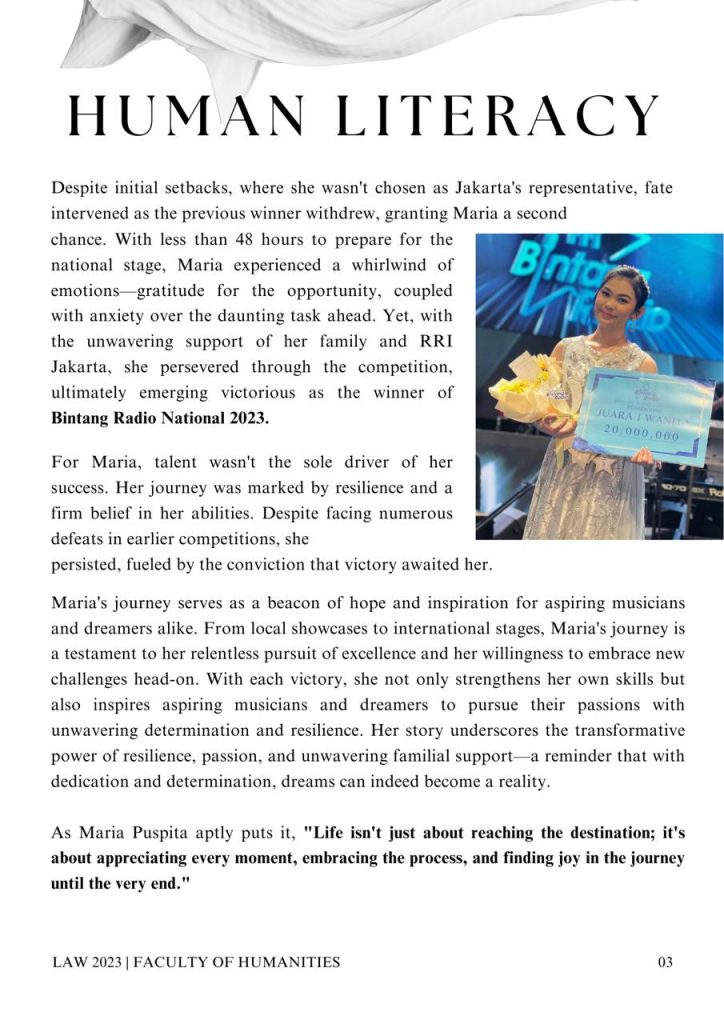 HUMAN LITERACY
Despite initial setbacks, where she wasn't chosen as Jakarta's representative, fate
intervened as the previous winner withdrew, granting Maria a second
chance. With less than 48 hours to prepare for the
national stage, Maria experienced a whirlwind of
emotions—gratitude for the opportunity, coupled
with anxiety over the daunting task ahead. Yet, with
the unwavering support of her family and RRI
Jakarta, she persevered through the competition,
ultimately emerging victorious as the winner of
Bintang Radio National 2023.
Bintang
Radio
JUARA 1 WANITA
20,000,000
For Maria, talent wasn't the sole driver of her
success. Her journey was marked by resilience and a
firm belief in her abilities. Despite facing numerous
defeats in earlier competitions, she
persisted, fueled by the conviction that victory awaited her.
Maria's journey serves as a beacon of hope and inspiration for aspiring musicians
and dreamers alike. From local showcases to international stages, Maria's journey is
a testament to her relentless pursuit of excellence and her willingness to embrace new
challenges head-on. With each victory, she not only strengthens her own skills but
also inspires aspiring musicians and dreamers to pursue their passions with
unwavering determination and resilience. Her story underscores the transformative
power of resilience, passion, and unwavering familial support—a reminder that with
dedication and determination, dreams can indeed become a reality.
As Maria Puspita aptly puts it, "Life isn't just about reaching the destination; it's
about appreciating every moment, embracing the process, and finding joy in the journey
until the very end."
LAW 2023 | FACULTY OF HUMANITIES
03